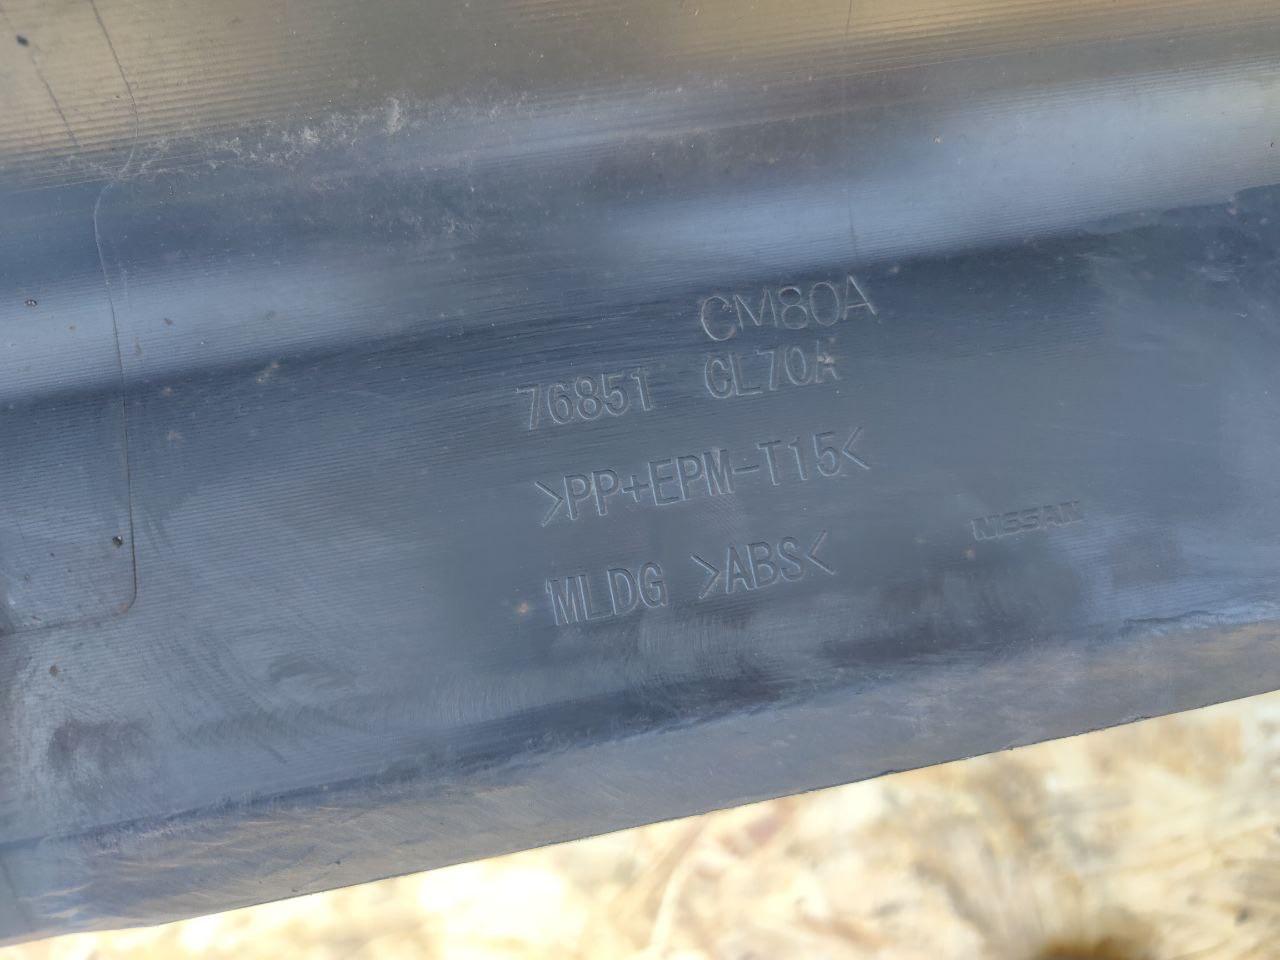 CM80A
76851 CL70A
>PP+EPM-T15<
MLDG >ABS<
NISSAN